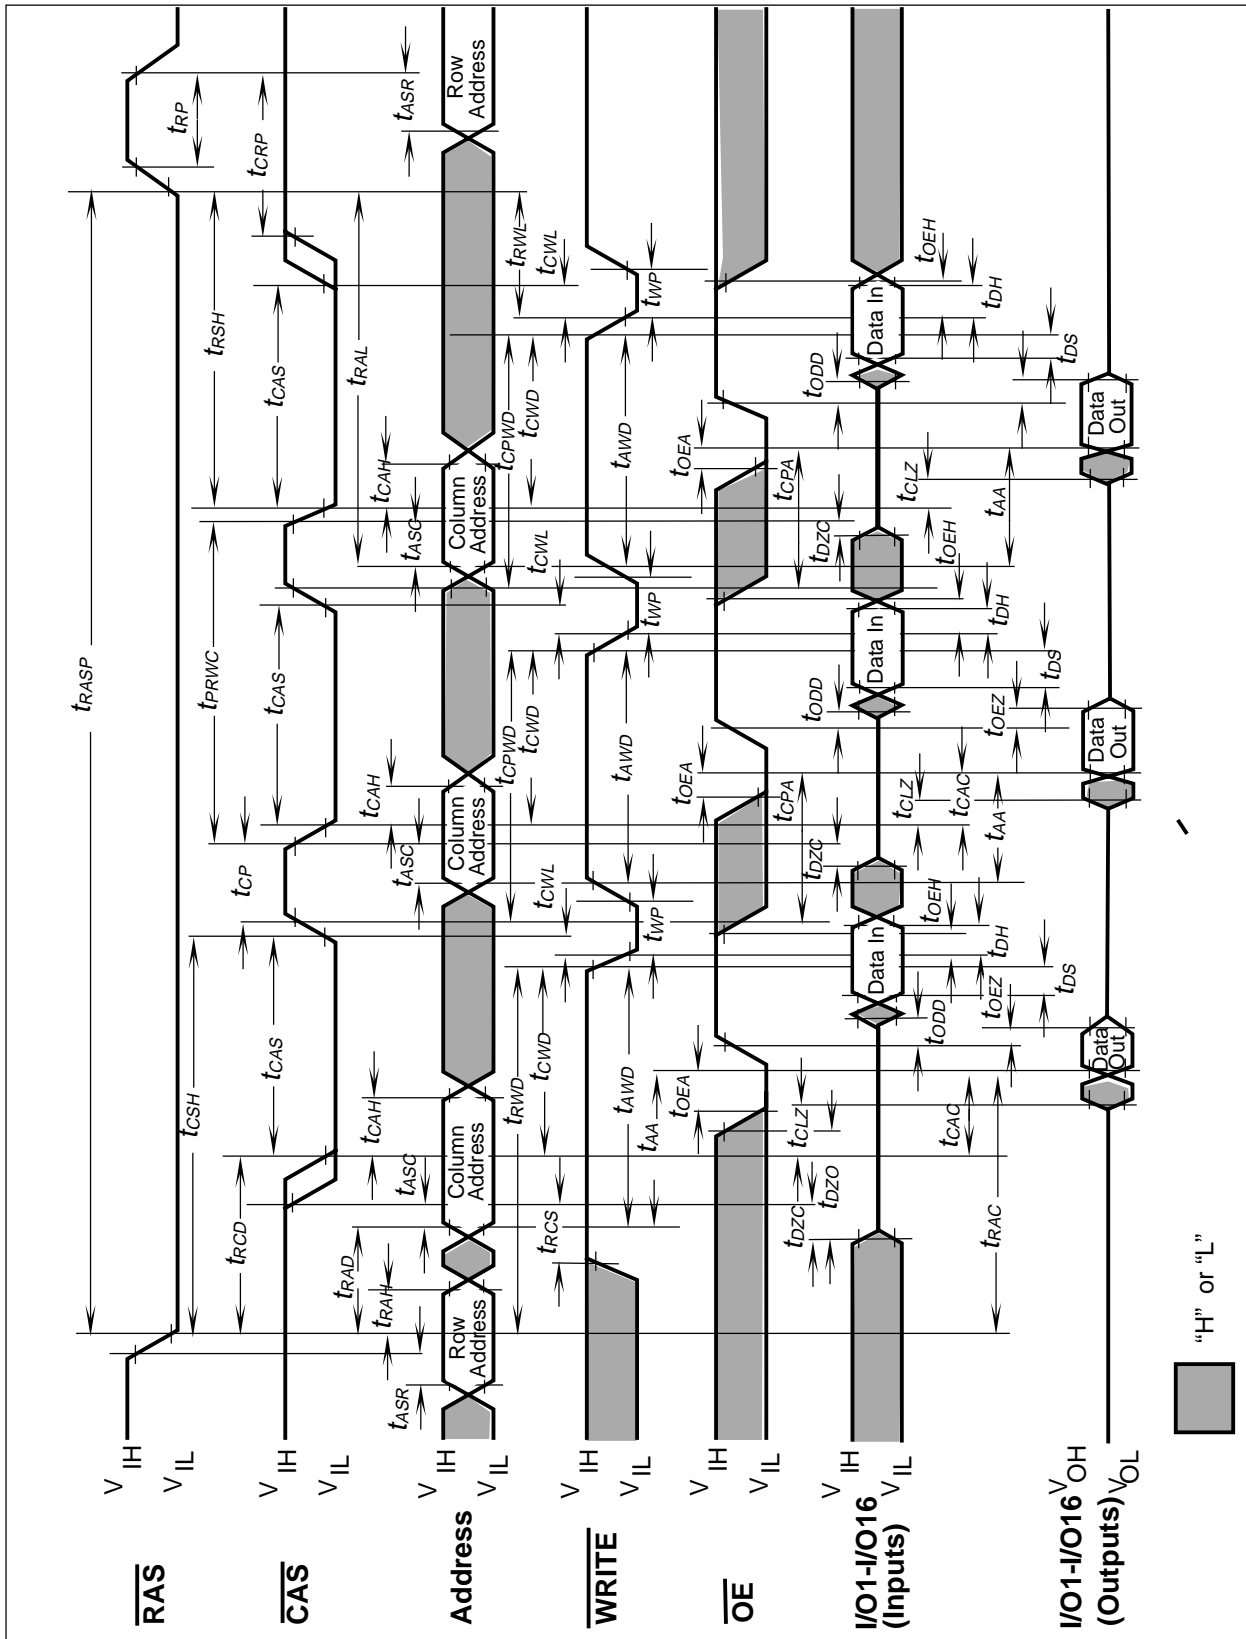 RAS
V IH
V IL
tRASP
tRP
tCSH
tCP
tPRWC
tRSH
tCRP
tRCD
tCAS
tCAS
tCAS
CAS
V IH
V IL
tRAD
tRAH
tASC
tCAH
tASC
tCAH
tASC
tCAH
tRAL
tASR
tASR
Address
V IH
V IL
Row
Address
Column
Address
Column
Address
Column
Address
Row
Address
tRWD
tCWD
tCWL
tCPWD
tCWD
tCWL
tCPWD
tCWD
tRWL
tCWL
tRCS
WRITE
V IH
V IL
tAWD
tWP
tAWD
tWP
tAWD
tWP
tAA
tOEA
tOEA
tOEA
OE
V IH
V IL
tCPA
tCPA
tDZC
tDZO
tCLZ
tDZC
tDZC
tODD
tODD
tODD
I/O1-I/O16
(Inputs)
V IH
V IL
Data In
Data In
Data In
tOEH
tCLZ
tOEH
tCLZ
tOEH
tCAC
tDH
tCAC
tDH
tDH
tRAC
tOEZ
tAA
tOEZ
tAA
tDS
tDS
tDS
I/O1-I/O16
(Outputs)
VOH
VOL
Data
Out
Data
Out
Data
Out
"H" or "L"